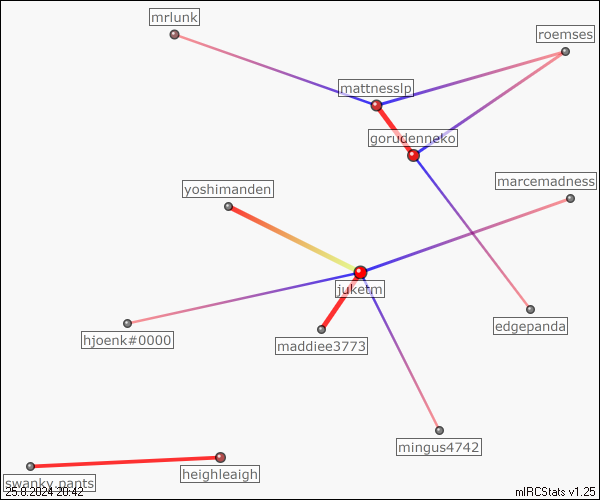 mrlunk
roemses
mattnesslp
gorudenneko
marcemadness
yoshimanden
juketm
edgepanda
hjoenk#0000
maddiee3773
mingus4742
heighleaigh
swanky.pants
25.8.2024 20:42
mIRCStats v1.25